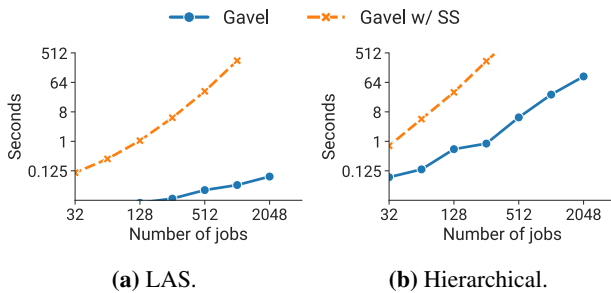 Gavel Gavel w/ SS
512
64
8
1
0.125
Seconds
32 128 512 2048
Number of jobs
(a) LAS.
512
64
8
1
0.125
Seconds
32 128 512 2048
Number of jobs
(b) Hierarchical.